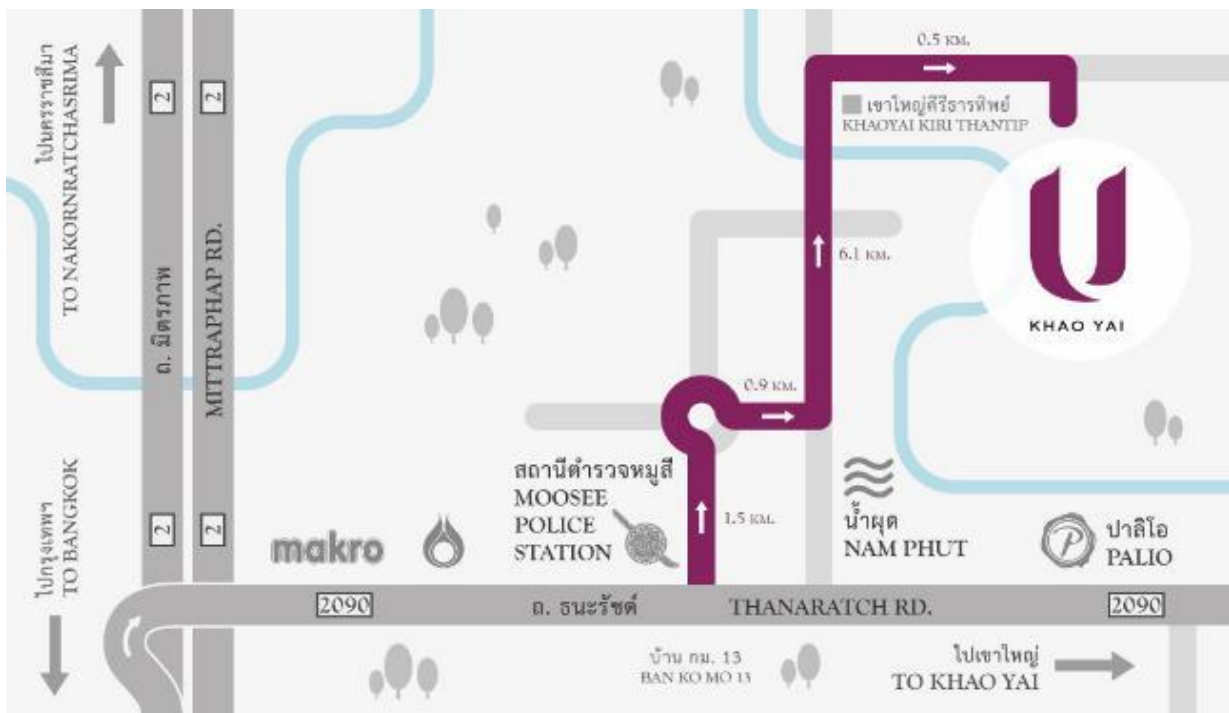 ไปนครราชสีมา
TO NAKORNRATCHASRIMA
2
2
ถ. มิตรภาพ
MITTRAPHAP RD.
2
2
ไปกรุงเทพฯ
TO BANGKOK
0.5 KM.
เขาใหญ่คีรีธารทิพย์
KHAOYAI KIRI THANTIP
6.1 KM.
U
KHAO YAI
0.9 KM.
1.5 KM.
makro
สถานีตำรวจหมูสี
MOOSEE
POLICE
STATION
น้ำผุด
NAM PHUT
P
ปาลิโอ
PALIO
2090
ถ. ธนะรัชต์
THANARATCH RD.
2090
บ้าน กม. 13
BAN KO MO 13
ไปเขาใหญ่
TO KHAO YAI